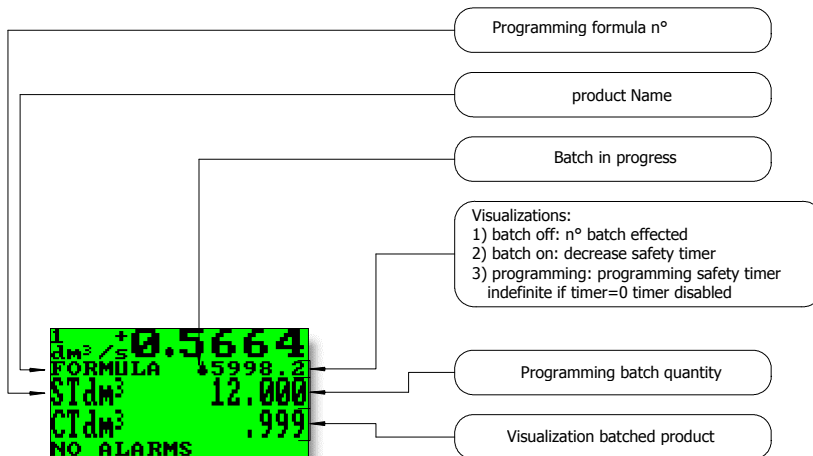 Programming formula n°
product Name
Batch in progress
Visualizations:
1) batch off: n° batch effected
2) batch on: decrease safety timer
3) programming: programming safety timer
indefinite if timer=0 timer disabled
Programming batch quantity
Visualization batched product
1 dm³/s +0.5664
FORMULA 5998.2
STdm³ 12.000
CTdm³ .999
NO ALARMS